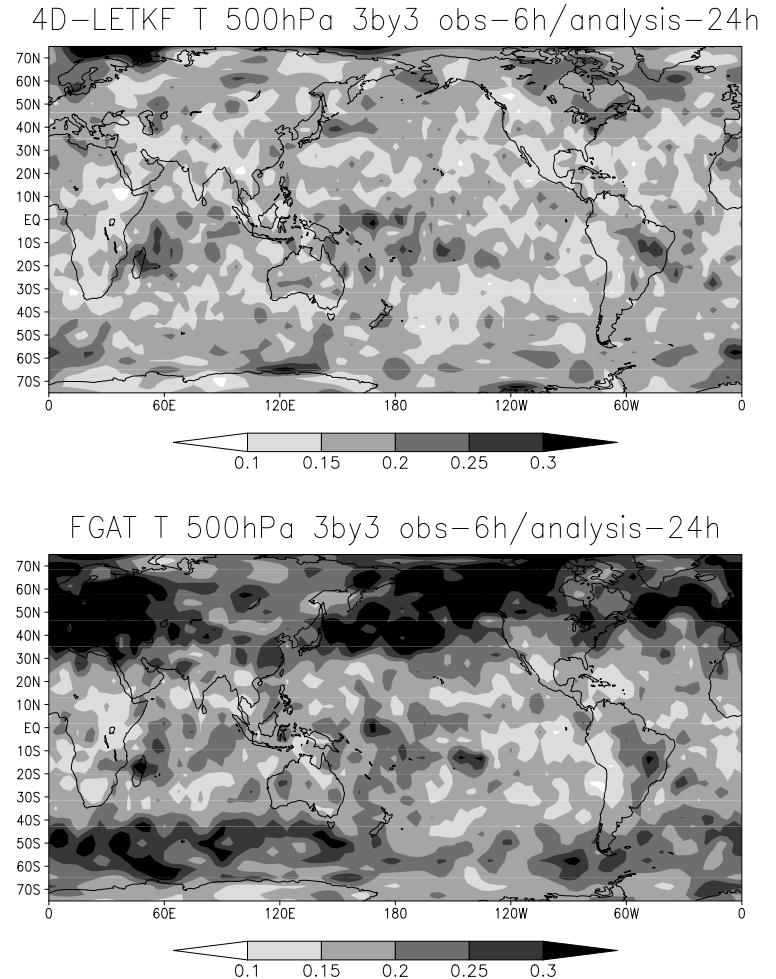 4D-LETKF T 500hPa 3by3 obs-6h/analysis-24h
70N
60N
50N
40N
30N
20N
10N
EQ
10S
20S
30S
40S
50S
60S
70S
0 60E 120E 180 120W 60W 0
0.1 0.15 0.2 0.25 0.3
FGAT T 500hPa 3by3 obs-6h/analysis-24h
70N
60N
50N
40N
30N
20N
10N
EQ
10S
20S
30S
40S
50S
60S
70S
0 60E 120E 180 120W 60W 0
0.1 0.15 0.2 0.25 0.3